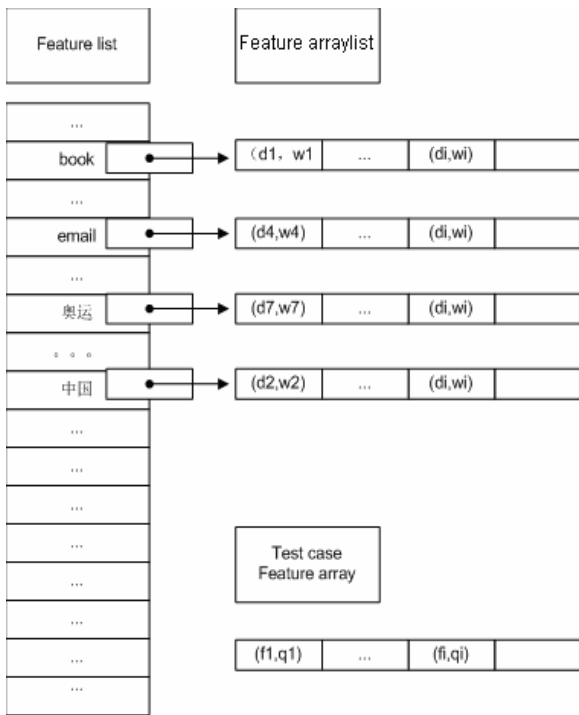 Feature list
Feature arraylist
...
book
（d1，w1
...
(di,wi)
...
email
(d4,w4)
...
(di,wi)
...
奥运
(d7,w7)
...
(di,wi)
。。。
中国
(d2,w2)
...
(di,wi)
...
...
...
...
Test case
Feature array
...
...
...
(f1,q1)
...
(fi,qi)
...